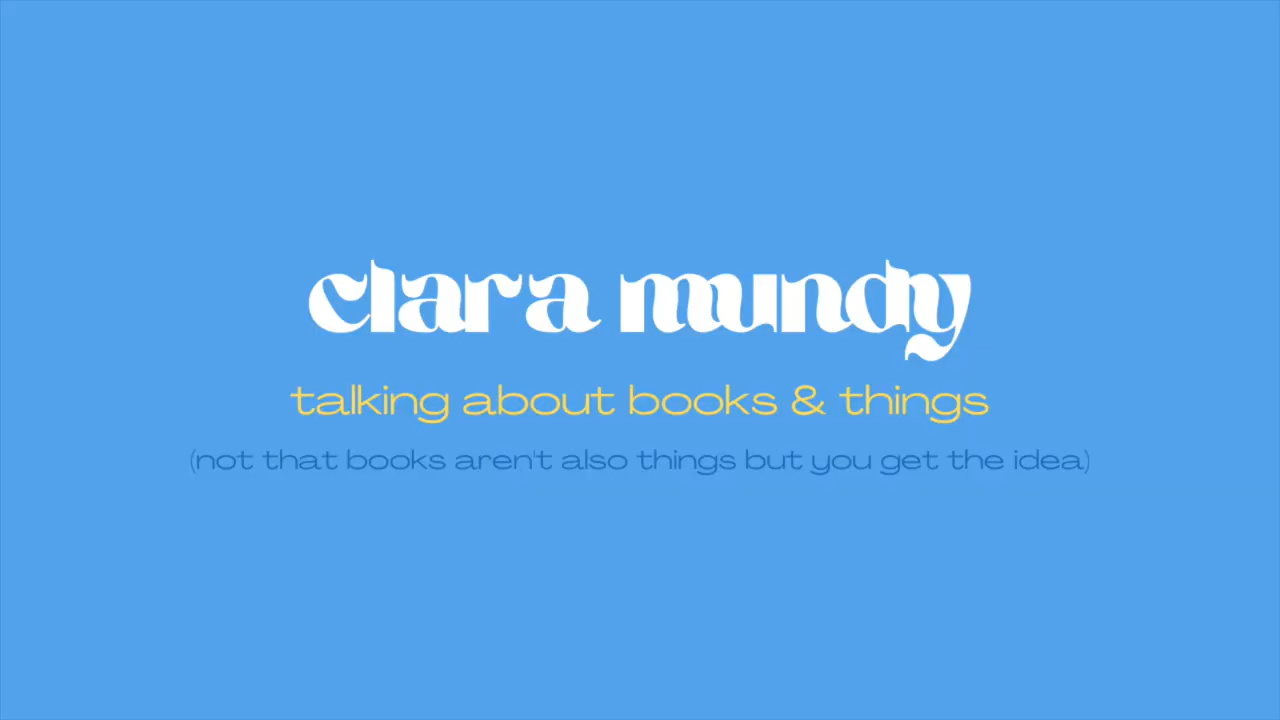 clara mundy
talking about books & things
(not that books aren't also things but you get the idea)